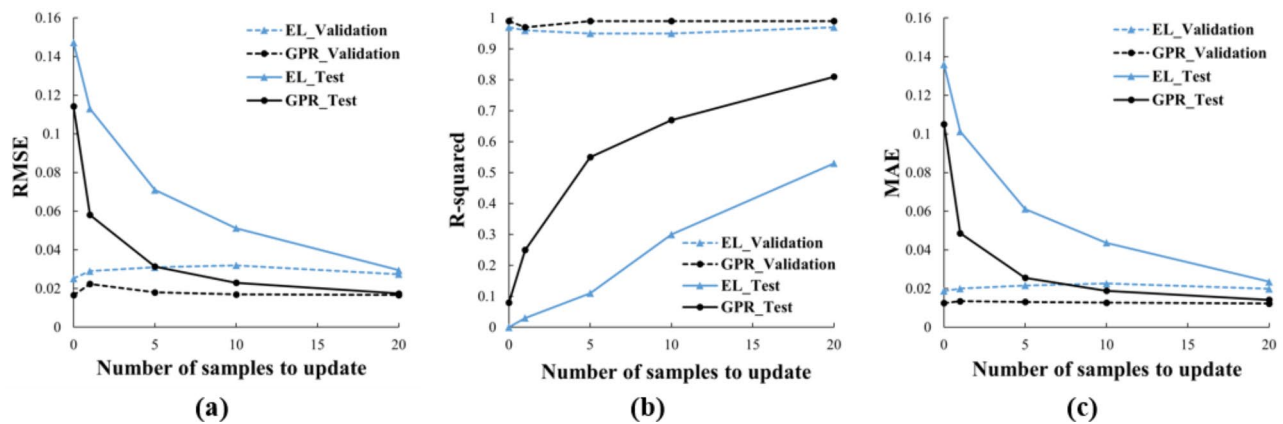 0.16
0.14
0.12
0.1
0.08
0.06
0.04
0.02
0
RMSE
EL_Validation
GPR_Validation
EL_Test
GPR_Test
0 5 10 15 20
Number of samples to update
(a)
1
0.9
0.8
0.7
0.6
0.5
0.4
0.3
0.2
0.1
0
R-squared
EL_Validation
GPR_Validation
EL_Test
GPR_Test
0 5 10 15 20
Number of samples to update
(b)
0.16
0.14
0.12
0.1
0.08
0.06
0.04
0.02
0
MAE
EL_Validation
GPR_Validation
EL_Test
GPR_Test
0 5 10 15 20
Number of samples to update
(c)